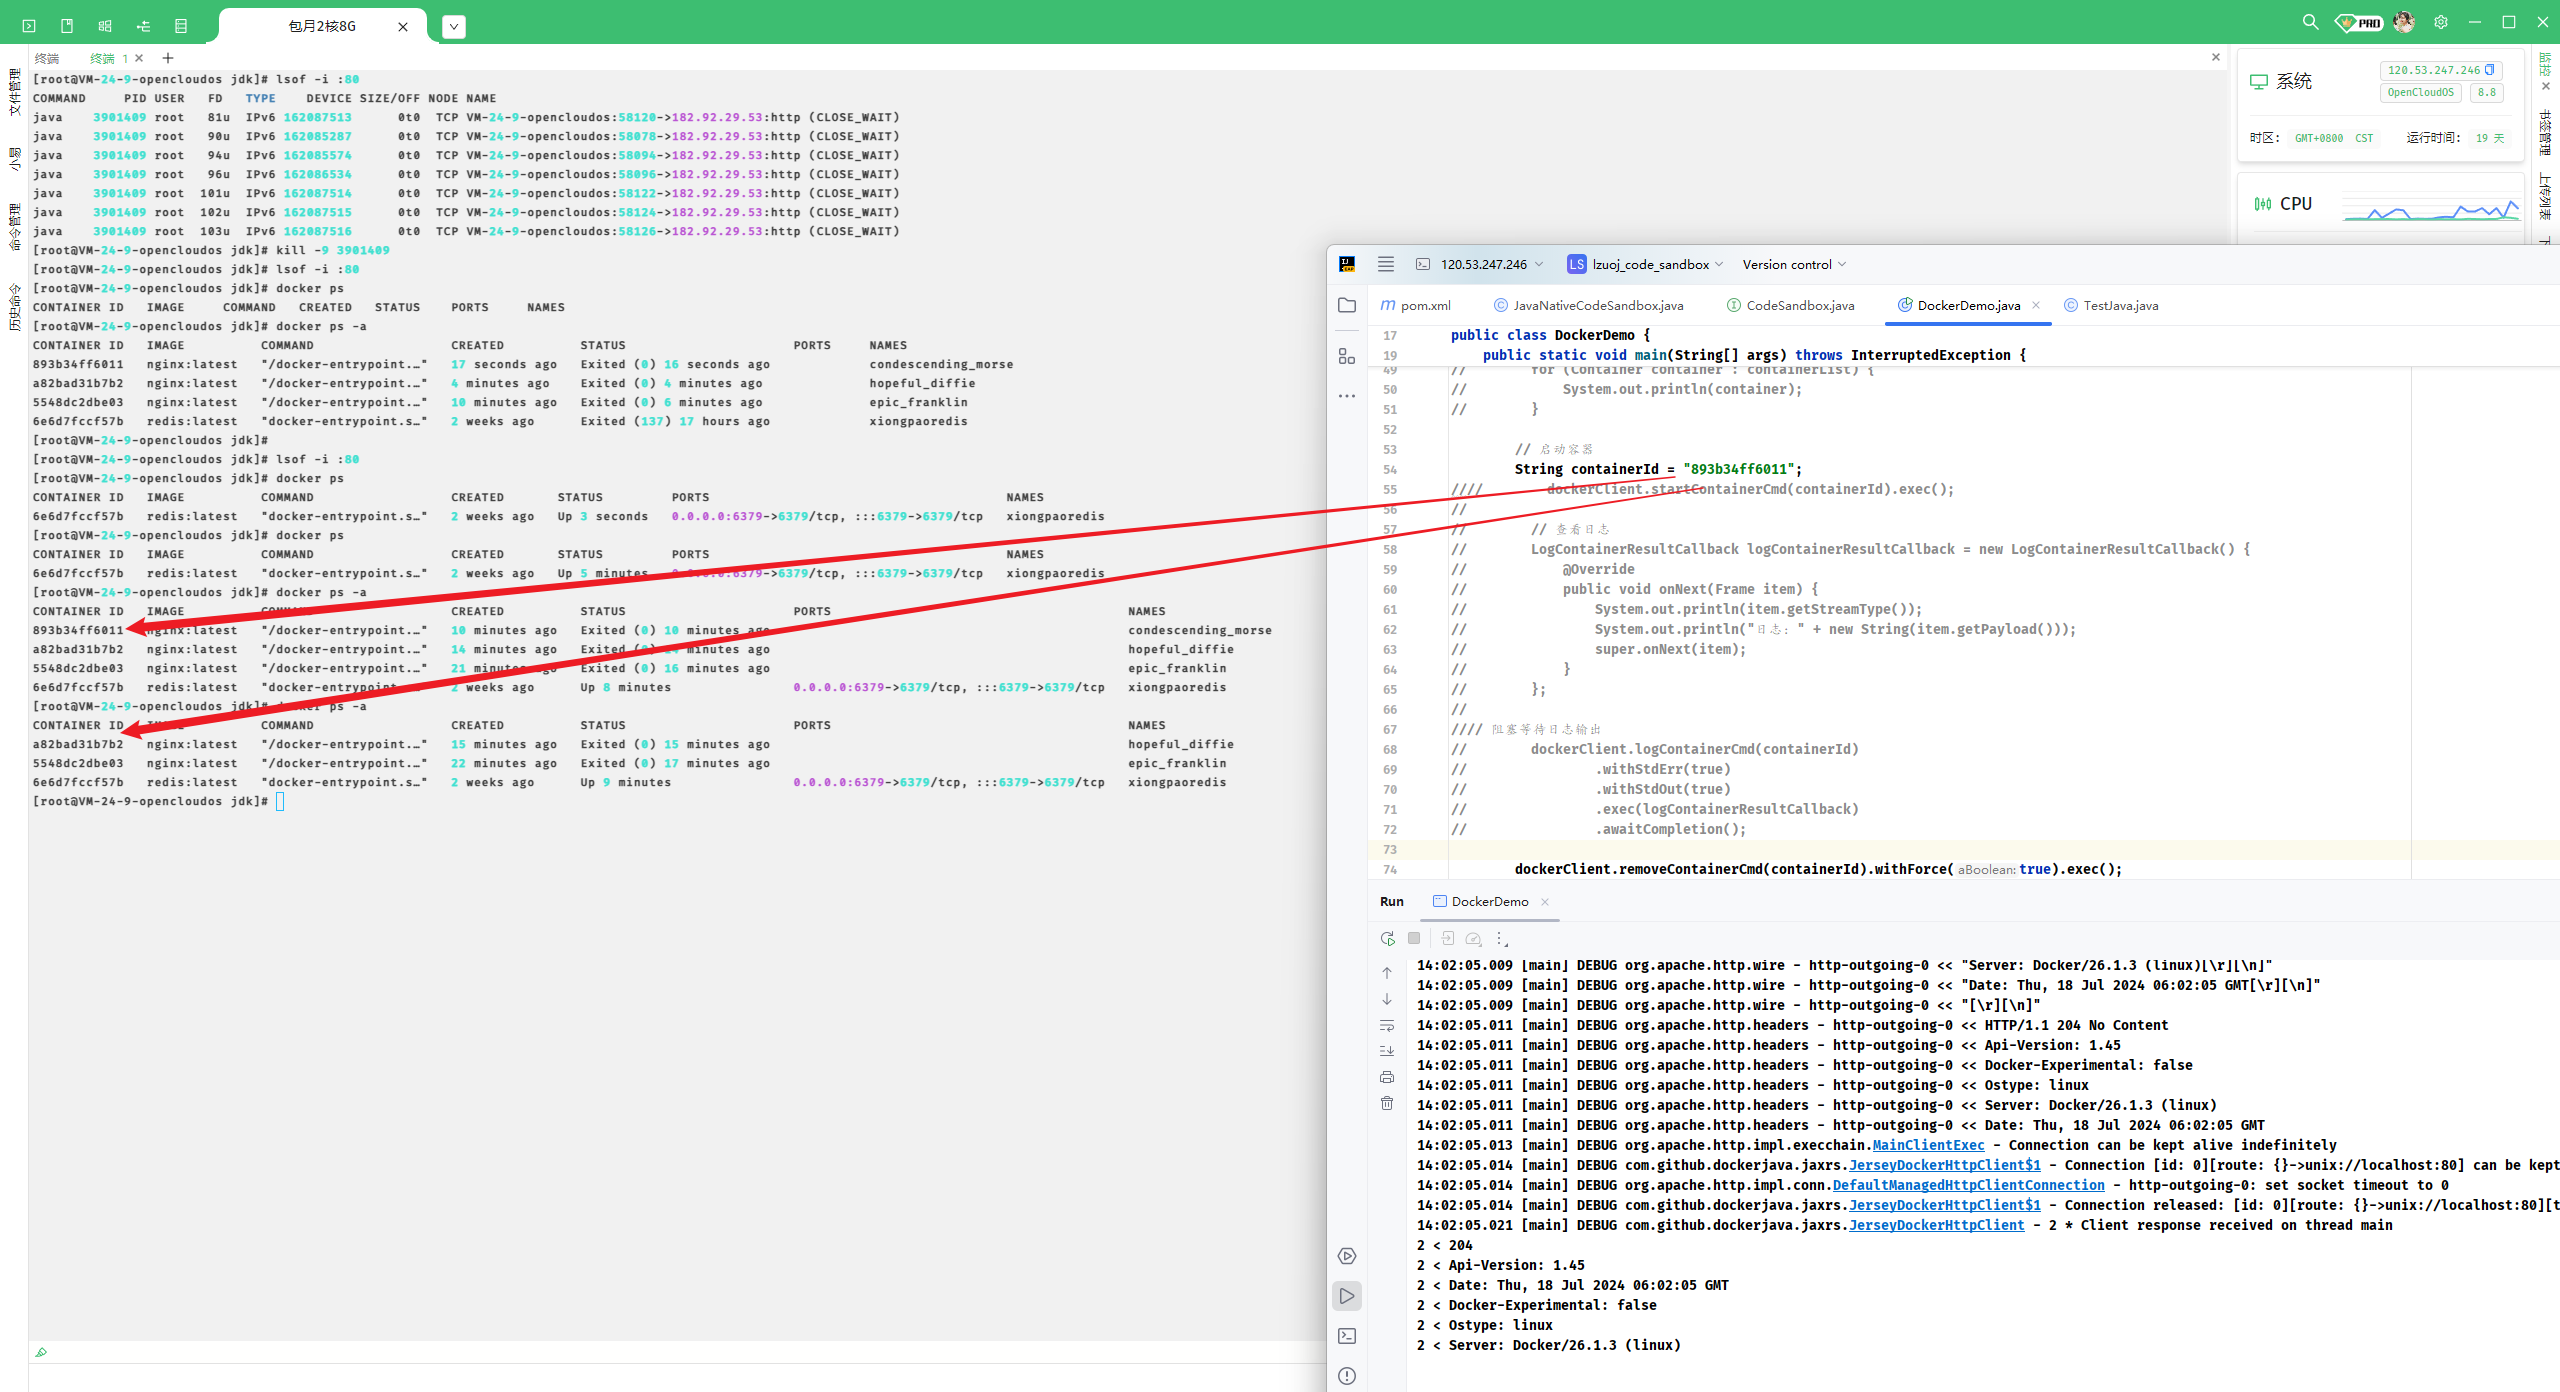 包月2核8G
PRO
终端
终端 1
文件管理
小易
命令管理
历史命令
[root@VM-24-9-opencloudos jdk]# lsof -i :80
COMMAND     PID USER   FD   TYPE    DEVICE SIZE/OFF NODE NAME
java    3901409 root   81u  IPv6 162087513      0t0  TCP VM-24-9-opencloudos:58120->182.92.29.53:http (CLOSE_WAIT)
java    3901409 root   90u  IPv6 162085287      0t0  TCP VM-24-9-opencloudos:58078->182.92.29.53:http (CLOSE_WAIT)
java    3901409 root   94u  IPv6 162085574      0t0  TCP VM-24-9-opencloudos:58094->182.92.29.53:http (CLOSE_WAIT)
java    3901409 root   96u  IPv6 162086534      0t0  TCP VM-24-9-opencloudos:58096->182.92.29.53:http (CLOSE_WAIT)
java    3901409 root  101u  IPv6 162087514      0t0  TCP VM-24-9-opencloudos:58122->182.92.29.53:http (CLOSE_WAIT)
java    3901409 root  102u  IPv6 162087515      0t0  TCP VM-24-9-opencloudos:58124->182.92.29.53:http (CLOSE_WAIT)
java    3901409 root  103u  IPv6 162087516      0t0  TCP VM-24-9-opencloudos:58126->182.92.29.53:http (CLOSE_WAIT)
[root@VM-24-9-opencloudos jdk]# kill -9 3901409
[root@VM-24-9-opencloudos jdk]# lsof -i :80
[root@VM-24-9-opencloudos jdk]# docker ps
CONTAINER ID   IMAGE     COMMAND   CREATED   STATUS    PORTS     NAMES
[root@VM-24-9-opencloudos jdk]# docker ps -a
CONTAINER ID   IMAGE          COMMAND                  CREATED          STATUS                      PORTS     NAMES
893b34ff6011   nginx:latest   "/docker-entrypoint.…"   17 seconds ago   Exited (0) 16 seconds ago             condescending_morse
a82bad31b7b2   nginx:latest   "/docker-entrypoint.…"   4 minutes ago    Exited (0) 4 minutes ago              hopeful_diffie
5548dc2dbe03   nginx:latest   "/docker-entrypoint.…"   10 minutes ago   Exited (0) 6 minutes ago              epic_franklin
6e6d7fccf57b   redis:latest   "docker-entrypoint.s…"   2 weeks ago      Exited (137) 17 hours ago             xiongpaoredis
[root@VM-24-9-opencloudos jdk]#
[root@VM-24-9-opencloudos jdk]# lsof -i :80
[root@VM-24-9-opencloudos jdk]# docker ps
CONTAINER ID   IMAGE          COMMAND                  CREATED       STATUS         PORTS                                       NAMES
6e6d7fccf57b   redis:latest   "docker-entrypoint.s…"   2 weeks ago   Up 3 seconds   0.0.0.0:6379->6379/tcp, :::6379->6379/tcp   xiongpaoredis
[root@VM-24-9-opencloudos jdk]# docker ps
CONTAINER ID   IMAGE          COMMAND                  CREATED       STATUS         PORTS                                       NAMES
6e6d7fccf57b   redis:latest   "docker-entrypoint.s…"   2 weeks ago   Up 5 minutes   0.0.0.0:6379->6379/tcp, :::6379->6379/tcp   xiongpaoredis
[root@VM-24-9-opencloudos jdk]# docker ps -a
CONTAINER ID   IMAGE          COMMAND                  CREATED          STATUS                      PORTS                                       NAMES
893b34ff6011   nginx:latest   "/docker-entrypoint.…"   10 minutes ago   Exited (0) 10 minutes ago                                               condescending_morse
a82bad31b7b2   nginx:latest   "/docker-entrypoint.…"   14 minutes ago   Exited (0) 14 minutes ago                                               hopeful_diffie
5548dc2dbe03   nginx:latest   "/docker-entrypoint.…"   21 minutes ago   Exited (0) 16 minutes ago                                               epic_franklin
6e6d7fccf57b   redis:latest   "docker-entrypoint.s…"   2 weeks ago      Up 8 minutes                0.0.0.0:6379->6379/tcp, :::6379->6379/tcp   xiongpaoredis
[root@VM-24-9-opencloudos jdk]# docker ps -a
CONTAINER ID   IMAGE          COMMAND                  CREATED          STATUS                      PORTS                                       NAMES
a82bad31b7b2   nginx:latest   "/docker-entrypoint.…"   15 minutes ago   Exited (0) 15 minutes ago                                               hopeful_diffie
5548dc2dbe03   nginx:latest   "/docker-entrypoint.…"   22 minutes ago   Exited (0) 17 minutes ago                                               epic_franklin
6e6d7fccf57b   redis:latest   "docker-entrypoint.s…"   2 weeks ago      Up 9 minutes                0.0.0.0:6379->6379/tcp, :::6379->6379/tcp   xiongpaoredis
[root@VM-24-9-opencloudos jdk]#
系统
120.53.247.246
OpenCloudOS 8.8
时区: GMT+0800 CST 运行时间: 19 天
CPU
监控
书签管理
上传列表
120.53.247.246 LS lzuoj_code_sandbox Version control
pom.xml JavaNativeCodeSandbox.java CodeSandbox.java DockerDemo.java TestJava.java
17 public class DockerDemo {
19     public static void main(String[] args) throws InterruptedException {
49 //        for (Container container : containerList) {
50 //            System.out.println(container);
51 //        }
52
53         // 启动容器
54         String containerId = "893b34ff6011";
55 ////        dockerClient.startContainerCmd(containerId).exec();
56 //
57 //        // 查看日志
58 //        LogContainerResultCallback logContainerResultCallback = new LogContainerResultCallback() {
59 //            @Override
60 //            public void onNext(Frame item) {
61 //                System.out.println(item.getStreamType());
62 //                System.out.println("日志: " + new String(item.getPayload()));
63 //                super.onNext(item);
64 //            }
65 //        };
66 //
67 //// 阻塞等待日志输出
68 //        dockerClient.logContainerCmd(containerId)
69 //                .withStdErr(true)
70 //                .withStdOut(true)
71 //                .exec(logContainerResultCallback)
72 //                .awaitCompletion();
73
74         dockerClient.removeContainerCmd(containerId).withForce( aBoolean: true).exec();
Run DockerDemo
14:02:05.009 [main] DEBUG org.apache.http.wire - http-outgoing-0 << "Server: Docker/26.1.3 (linux)[\r][\n]"
14:02:05.009 [main] DEBUG org.apache.http.wire - http-outgoing-0 << "Date: Thu, 18 Jul 2024 06:02:05 GMT[\r][\n]"
14:02:05.009 [main] DEBUG org.apache.http.wire - http-outgoing-0 << "[\r][\n]"
14:02:05.011 [main] DEBUG org.apache.http.headers - http-outgoing-0 << HTTP/1.1 204 No Content
14:02:05.011 [main] DEBUG org.apache.http.headers - http-outgoing-0 << Api-Version: 1.45
14:02:05.011 [main] DEBUG org.apache.http.headers - http-outgoing-0 << Docker-Experimental: false
14:02:05.011 [main] DEBUG org.apache.http.headers - http-outgoing-0 << Ostype: linux
14:02:05.011 [main] DEBUG org.apache.http.headers - http-outgoing-0 << Server: Docker/26.1.3 (linux)
14:02:05.011 [main] DEBUG org.apache.http.headers - http-outgoing-0 << Date: Thu, 18 Jul 2024 06:02:05 GMT
14:02:05.013 [main] DEBUG org.apache.http.impl.execchain.MainClientExec - Connection can be kept alive indefinitely
14:02:05.014 [main] DEBUG com.github.dockerjava.jaxrs.JerseyDockerHttpClient$1 - Connection [id: 0][route: {}->unix://localhost:80] can be kept
14:02:05.014 [main] DEBUG org.apache.http.impl.conn.DefaultManagedHttpClientConnection - http-outgoing-0: set socket timeout to 0
14:02:05.014 [main] DEBUG com.github.dockerjava.jaxrs.JerseyDockerHttpClient$1 - Connection released: [id: 0][route: {}->unix://localhost:80][t
14:02:05.021 [main] DEBUG com.github.dockerjava.jaxrs.JerseyDockerHttpClient - 2 * Client response received on thread main
2 < 204
2 < Api-Version: 1.45
2 < Date: Thu, 18 Jul 2024 06:02:05 GMT
2 < Docker-Experimental: false
2 < Ostype: linux
2 < Server: Docker/26.1.3 (linux)